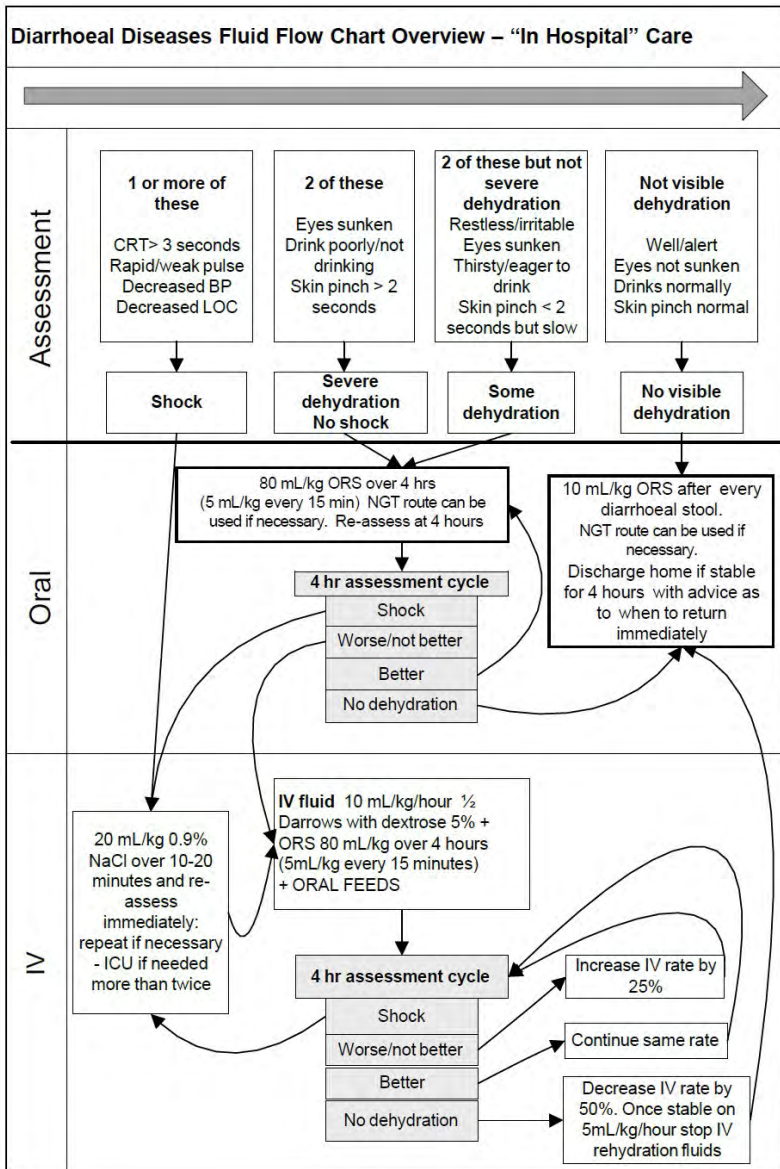 Diarrhoeal Diseases Fluid Flow Chart Overview – “In Hospital” Care
Assessment
1 or more of
these
CRT> 3 seconds
Rapid/weak pulse
Decreased BP
Decreased LOC
2 of these
Eyes sunken
Drink poorly/not
drinking
Skin pinch > 2
seconds
2 of these but not
severe
dehydration
Restless/irritable
Eyes sunken
Thirsty/eager to
drink
Skin pinch < 2
seconds but slow
Not visible
dehydration
Well/alert
Eyes not sunken
Drinks normally
Skin pinch normal
Shock
Severe
dehydration
No shock
Some
dehydration
No visible
dehydration
Oral
80 mL/kg ORS over 4 hrs
(5 mL/kg every 15 min) NGT route can be
used if necessary. Re-assess at 4 hours
10 mL/kg ORS after every
diarrhoeal stool.
NGT route can be used if
necessary.
Discharge home if stable
for 4 hours with advice as
to when to return
immediately
4 hr assessment cycle
Shock
Worse/not better
Better
No dehydration
IV
20 mL/kg 0.9%
NaCl over 10-20
minutes and re-
assess
immediately:
repeat if necessary
- ICU if needed
more than twice
IV fluid 10 mL/kg/hour ½
Darrows with dextrose 5% +
ORS 80 mL/kg over 4 hours
(5mL/kg every 15 minutes)
+ ORAL FEEDS
4 hr assessment cycle
Shock
Worse/not better
Better
No dehydration
Increase IV rate by
25%
Continue same rate
Decrease IV rate by
50%. Once stable on
5mL/kg/hour stop IV
rehydration fluids